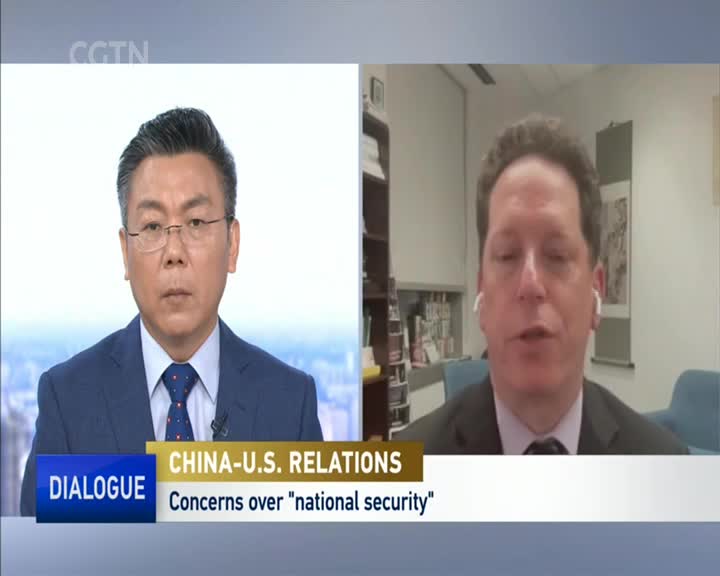 CGTN
CHINA-U.S. RELATIONS
DIALOGUE
Concerns over "national security"